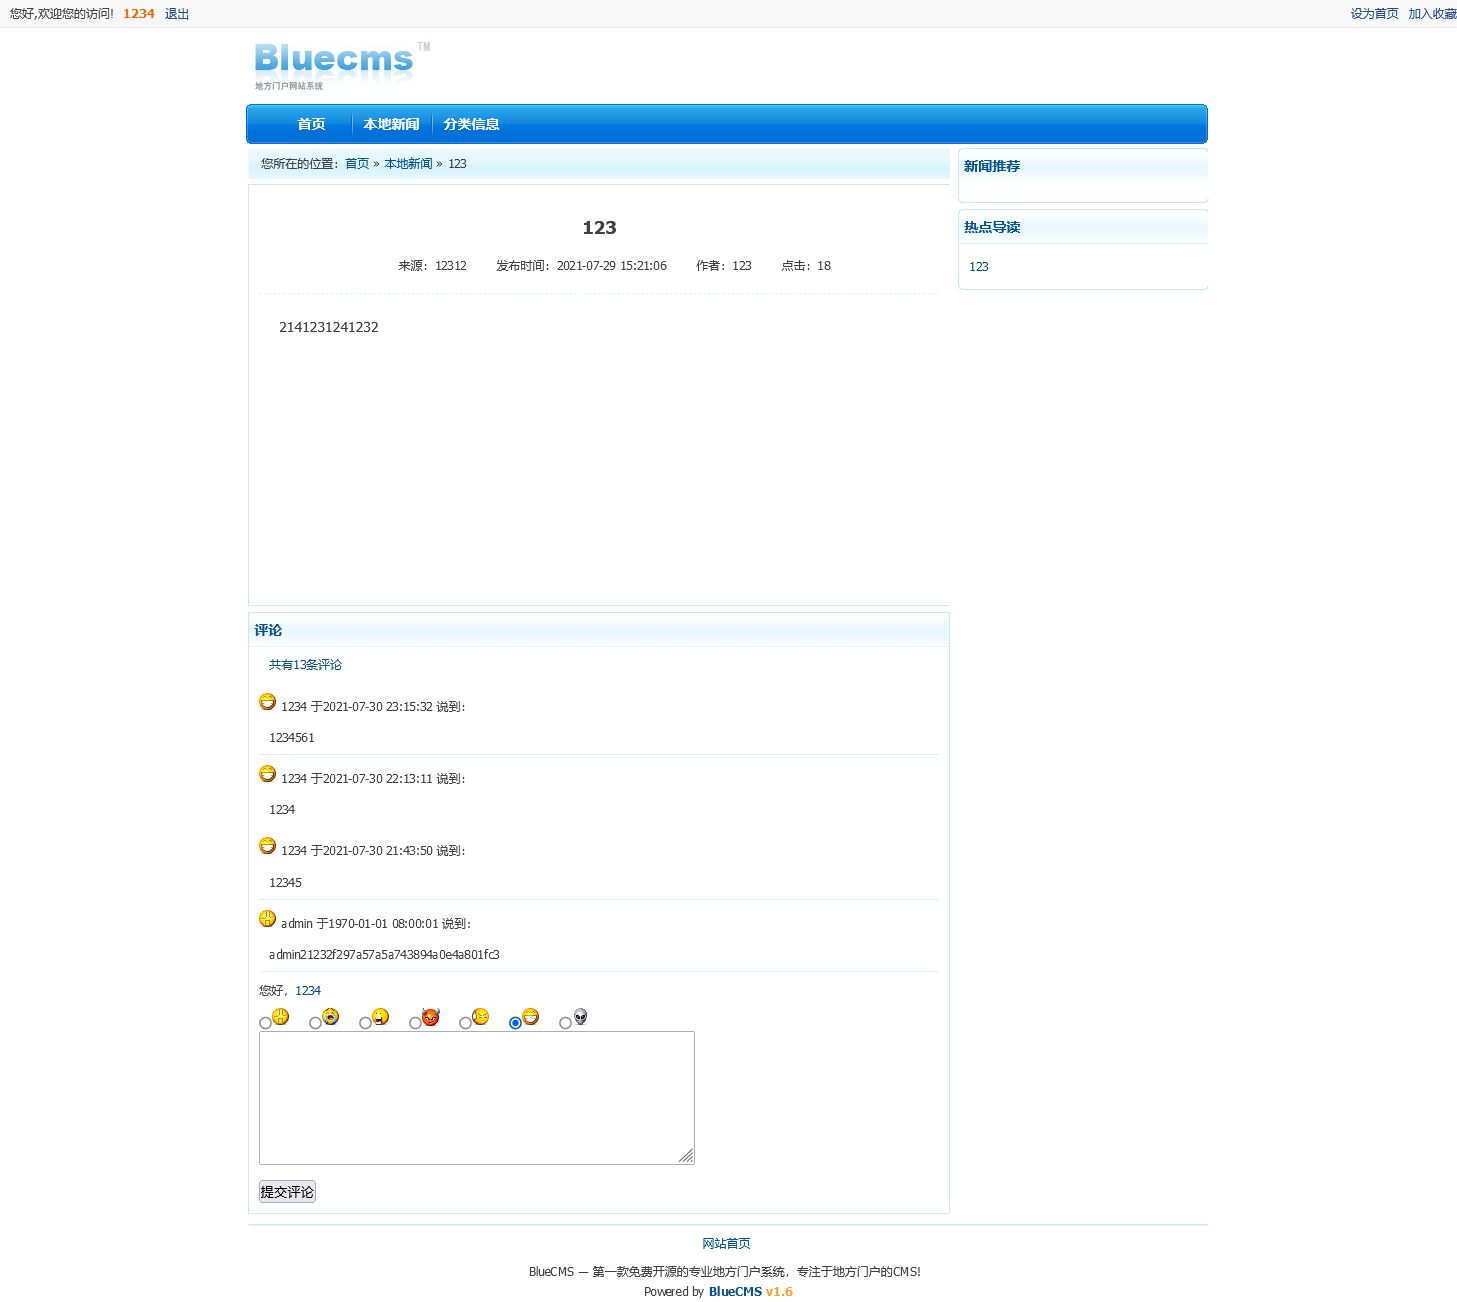 您好,欢迎您的访问! 1234 退出 设为首页 加入收藏
Bluecms TM
地方门户网站系统
首页 本地新闻 分类信息
您所在的位置：首页 » 本地新闻 » 123
新闻推荐
热点导读
123
123
来源：12312 发布时间：2021-07-29 15:21:06 作者：123 点击：18
2141231241232
评论
共有13条评论
1234 于2021-07-30 23:15:32 说到：
1234561
1234 于2021-07-30 22:13:11 说到：
1234
1234 于2021-07-30 21:43:50 说到：
12345
admin 于1970-01-01 08:00:01 说到：
admin21232f297a57a5a743894a0e4a801fc3
您好，1234
提交评论
网站首页
BlueCMS — 第一款免费开源的专业地方门户系统，专注于地方门户的CMS!
Powered by BlueCMS v1.6